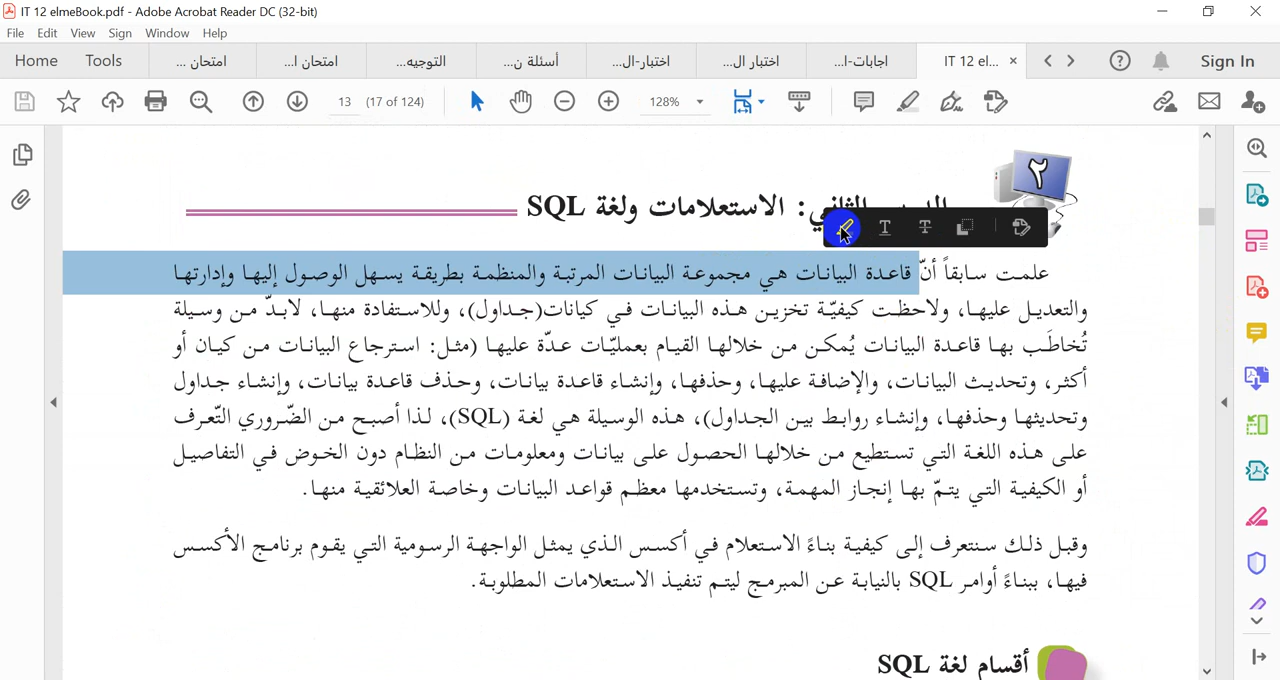 IT 12 elmeBook.pdf - Adobe Acrobat Reader DC (32-bit)
File Edit View Sign Window Help
Home Tools امتحان ... امتحان ا... التوجيه... أسئلة ن... اختبار-ال... اختبار ال... اجابات-ا... IT 12 el... × Sign In
13 (17 of 124) 128%
٢
الثاني: الاستعلامات ولغة SQL
علمت سابقاً أنّ قاعدة البيانات هي مجموعة البيانات المرتبة والمنظمة بطريقة يسهل الوصول إليها وإدارتها
والتعديل عليها، ولاحظت كيفيّة تخزين هذه البيانات في كيانات(جداول)، وللاستفادة منها، لابدّ من وسيلة
تُخاطَب بها قاعدة البيانات يُمكن من خلالها القيام بعمليّات عدّة عليها (مثل: استرجاع البيانات من كيان أو
أكثر، وتحديث البيانات، والإضافة عليها، وحذفها، وإنشاء قاعدة بيانات، وحذف قاعدة بيانات، وإنشاء جداول
وتحديثها وحذفها، وإنشاء روابط بين الجداول)، هذه الوسيلة هي لغة (SQL)، لذا أصبح من الضّروري التّعرف
على هذه اللغة التي تستطيع من خلالها الحصول على بيانات ومعلومات من النظام دون الخوض في التفاصيل
أو الكيفية التي يتمّ بها إنجاز المهمة، وتستخدمها معظم قواعد البيانات وخاصة العلائقية منها.
وقبل ذلك سنتعرف إلى كيفية بناءً الاستعلام في أكسس الذي يمثل الواجهة الرسومية التي يقوم برنامج الأكسس
فيها، ببناءً أوامر SQL بالنيابة عن المبرمج ليتم تنفيذ الاستعلامات المطلوبة.
أقسام لغة SQL